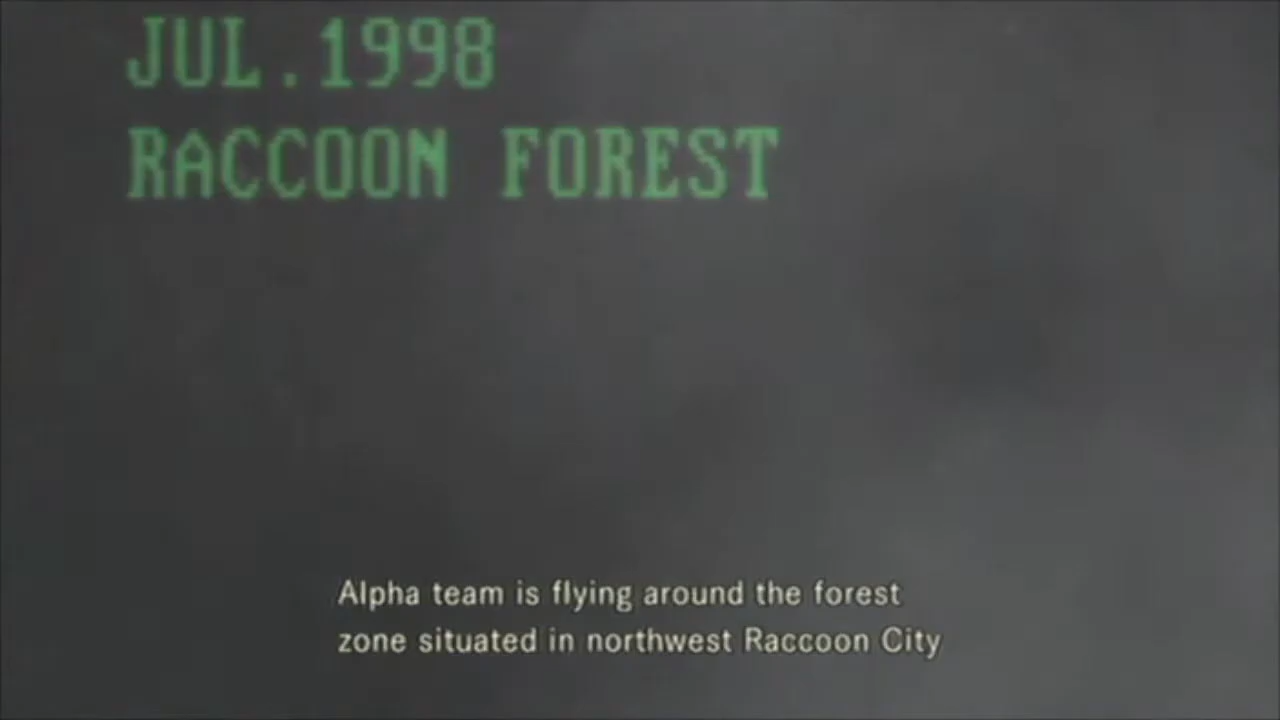 JUL.1998
RACCOON FOREST
Alpha team is flying around the forest
zone situated in northwest Raccoon City